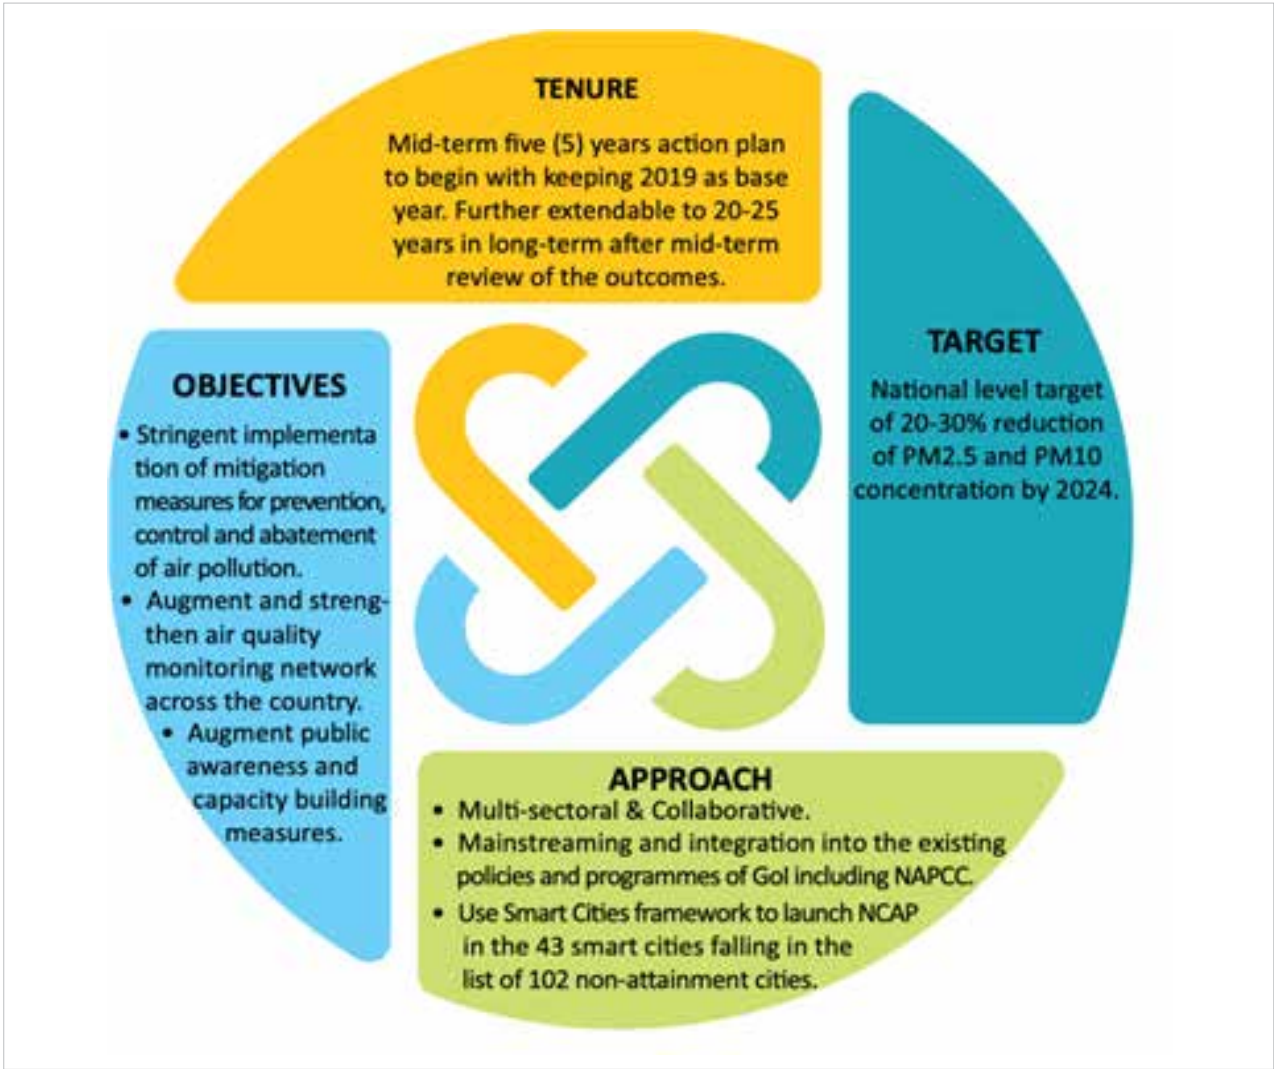 TENURE
Mid-term five (5) years action plan
to begin with keeping 2019 as base
year. Further extendable to 20-25
years in long-term after mid-term
review of the outcomes.
TARGET
National level target
of 20-30% reduction
of PM2.5 and PM10
concentration by 2024.
OBJECTIVES
• Stringent implementa
tion of mitigation
measures for prevention,
control and abatement
of air pollution.
• Augment and streng-
then air quality
monitoring network
across the country.
• Augment public
awareness and
capacity building
measures.
APPROACH
• Multi-sectoral & Collaborative.
• Mainstreaming and integration into the existing
policies and programmes of GoI including NAPCC.
• Use Smart Cities framework to launch NCAP
in the 43 smart cities falling in the
list of 102 non-attainment cities.